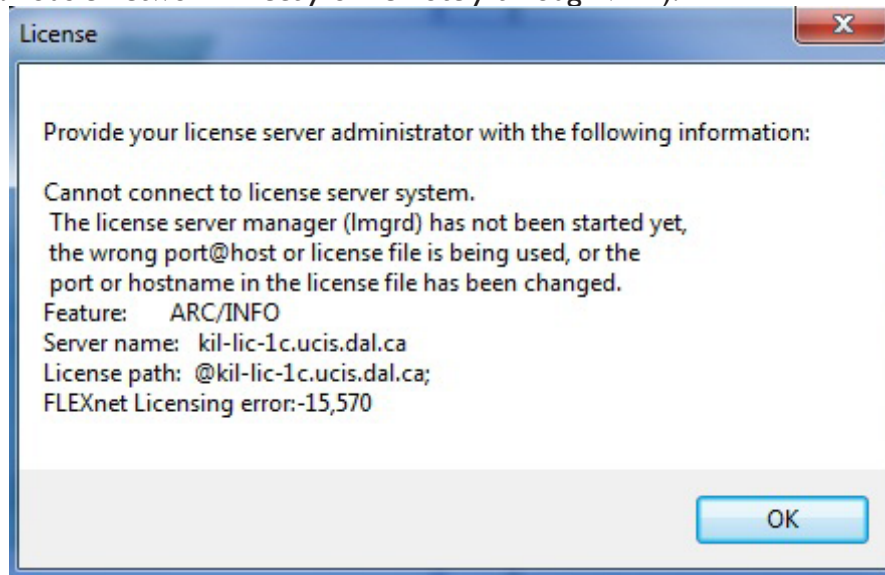 License
X
Provide your license server administrator with the following information:
Cannot connect to license server system.
The license server manager (lmgrd) has not been started yet,
the wrong port@host or license file is being used, or the
port or hostname in the license file has been changed.
Feature: ARC/INFO
Server name: kil-lic-1c.ucis.dal.ca
License path: @kil-lic-1c.ucis.dal.ca;
FLEXnet Licensing error:-15,570
OK